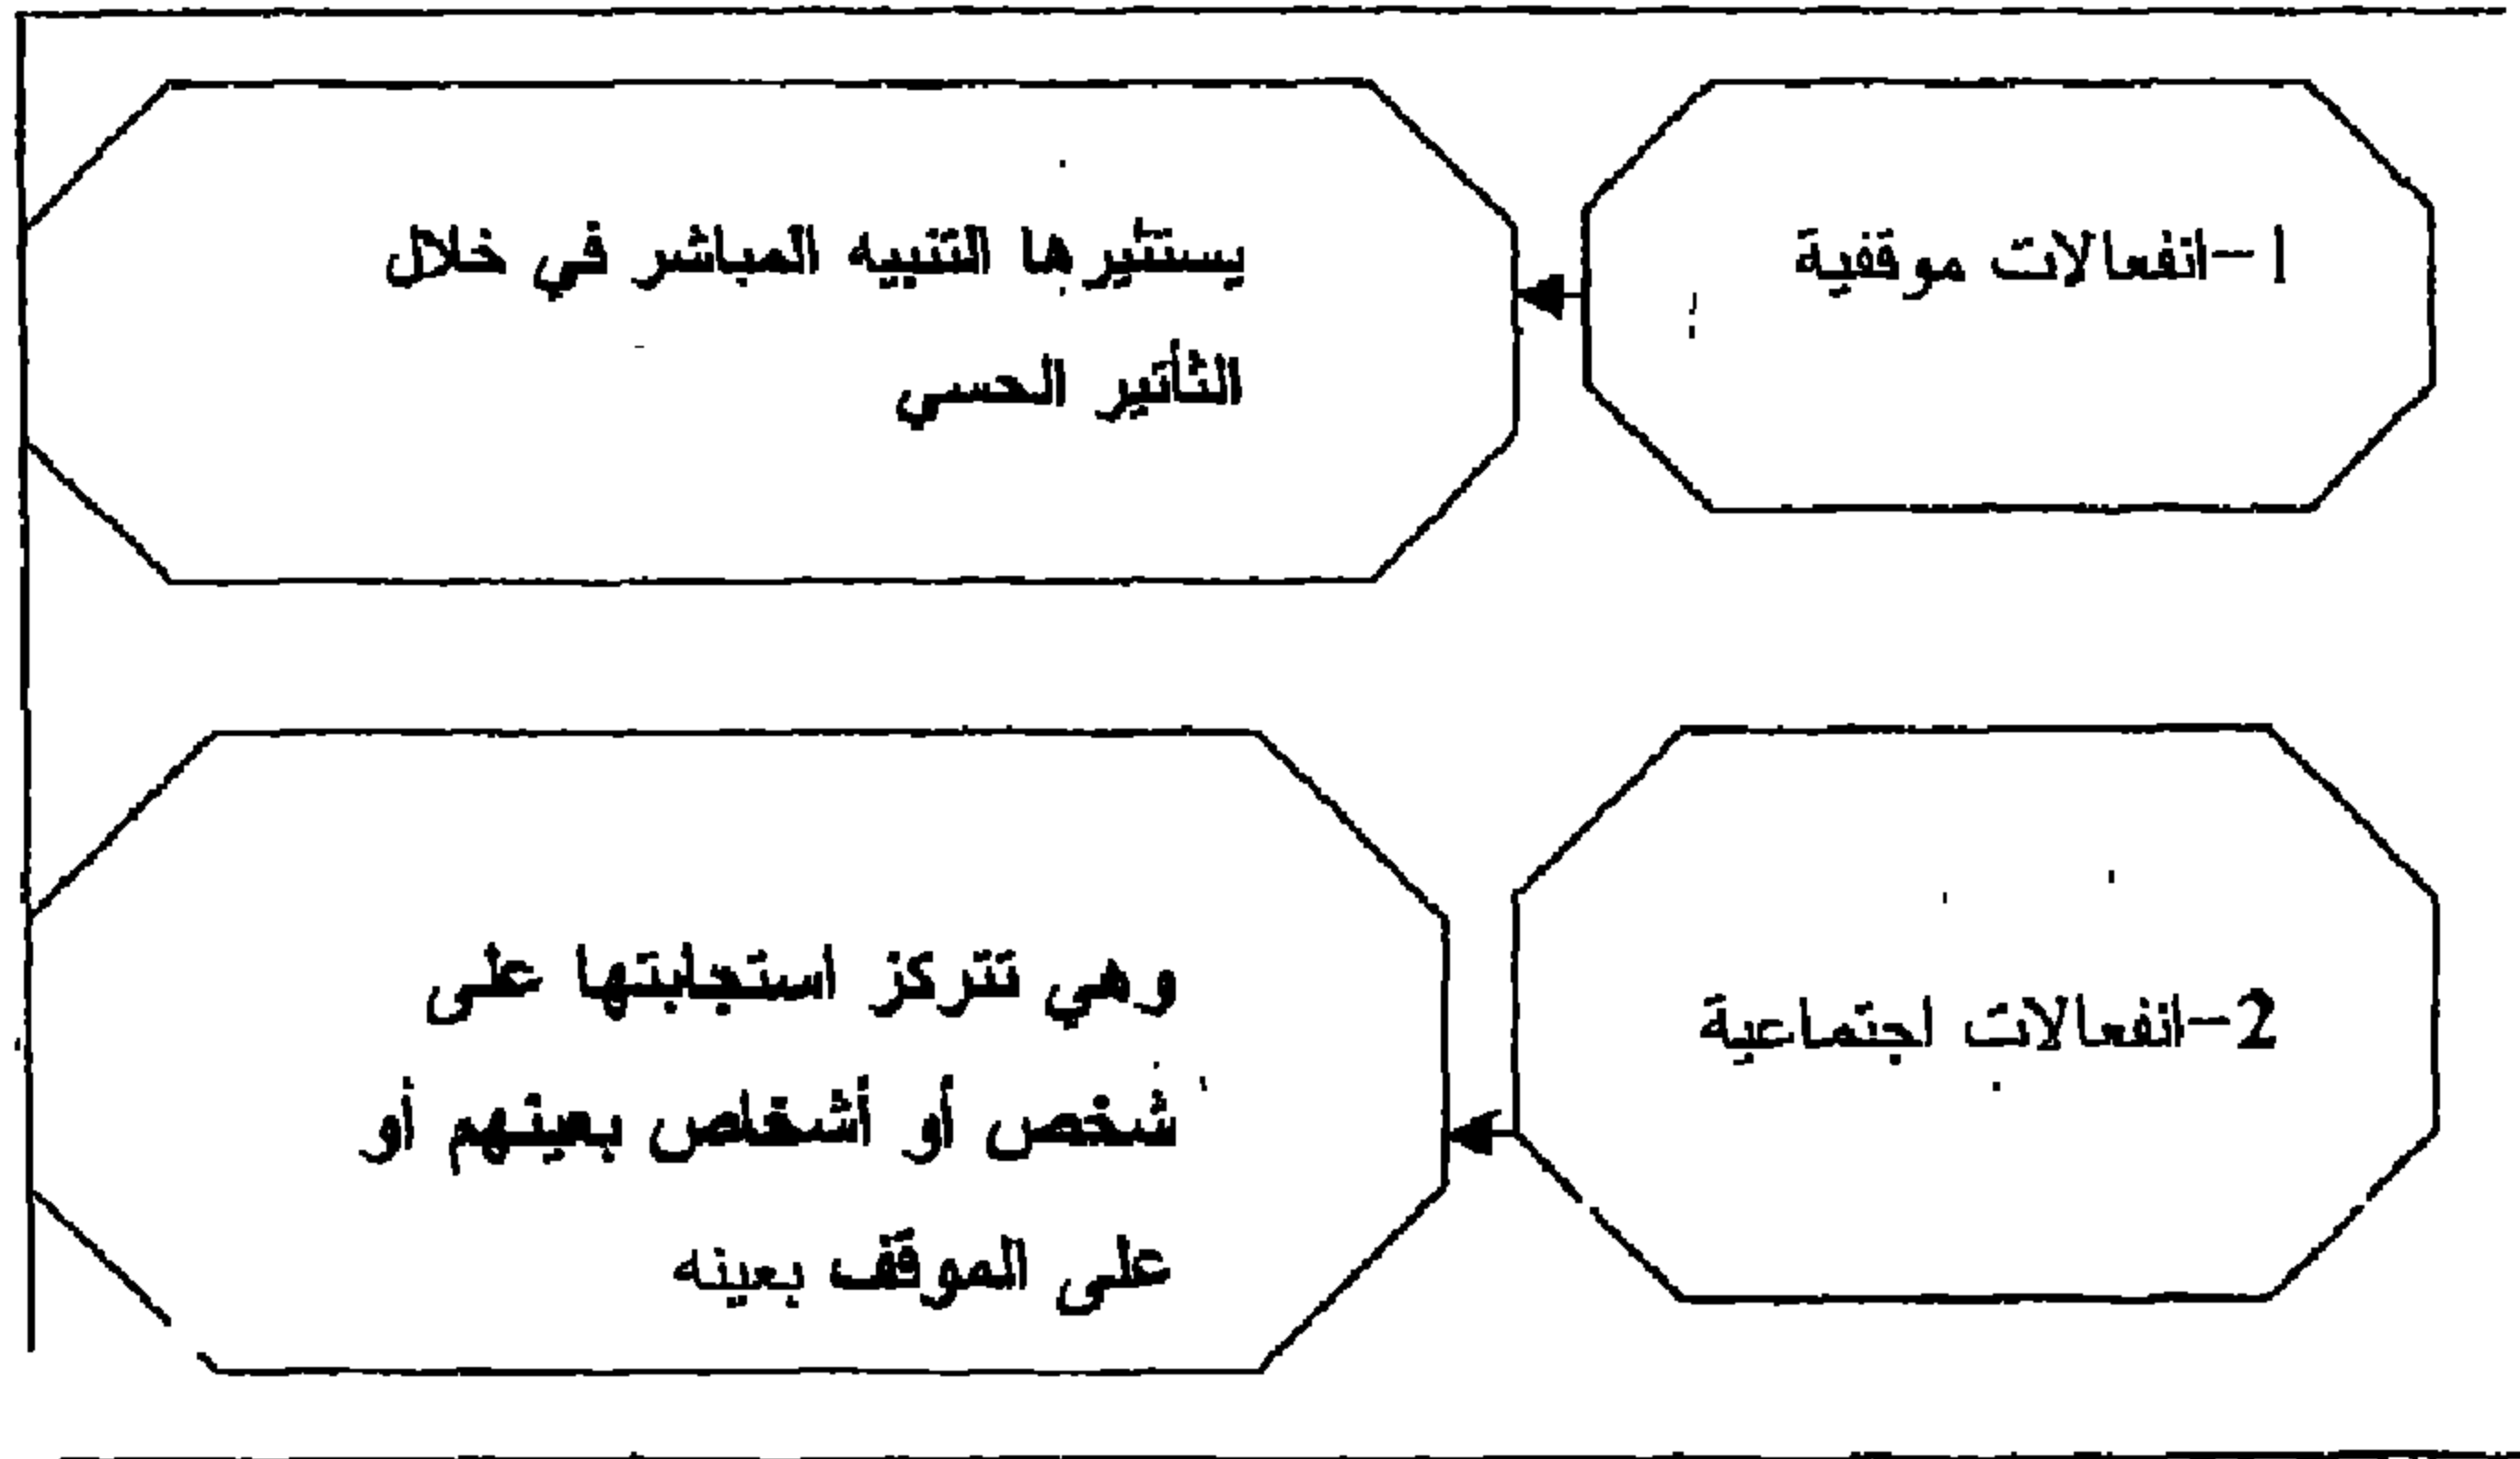 1-انفعالات موقفية
يستثيرها التنبيه المباشر في خلال
التأثير الحسي
2-انفعالات اجتماعية
وهي تتركز استجابتها على
شخص أو أشخاص بعينهم أو
على الموقف بعينه